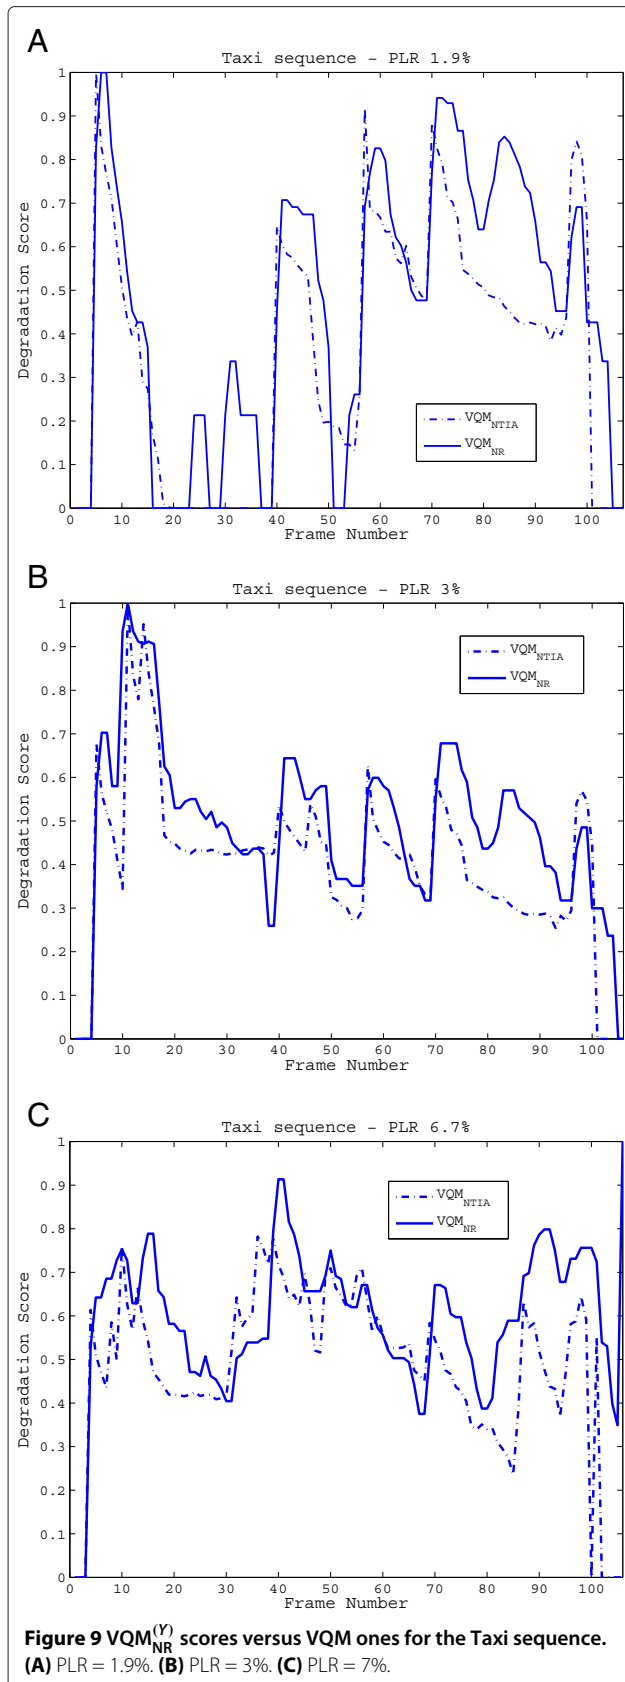 A
Taxi sequence - PLR 1.9%
1
0.9
0.8
0.7
0.6
0.5
0.4
0.3
0.2
0.1
0
Degradation Score
VQM_NTIA
VQM_NR
0 10 20 30 40 50 60 70 80 90 100
Frame Number
B
Taxi sequence - PLR 3%
1
0.9
0.8
0.7
0.6
0.5
0.4
0.3
0.2
0.1
0
Degradation Score
VQM_NTIA
VQM_NR
0 10 20 30 40 50 60 70 80 90 100
Frame Number
C
Taxi sequence - PLR 6.7%
1
0.9
0.8
0.7
0.6
0.5
0.4
0.3
0.2
0.1
0
Degradation Score
VQM_NTIA
VQM_NR
0 10 20 30 40 50 60 70 80 90 100
Frame Number
Figure 9 VQM_NR^(Y) scores versus VQM ones for the Taxi sequence.
(A) PLR = 1.9%. (B) PLR = 3%. (C) PLR = 7%.